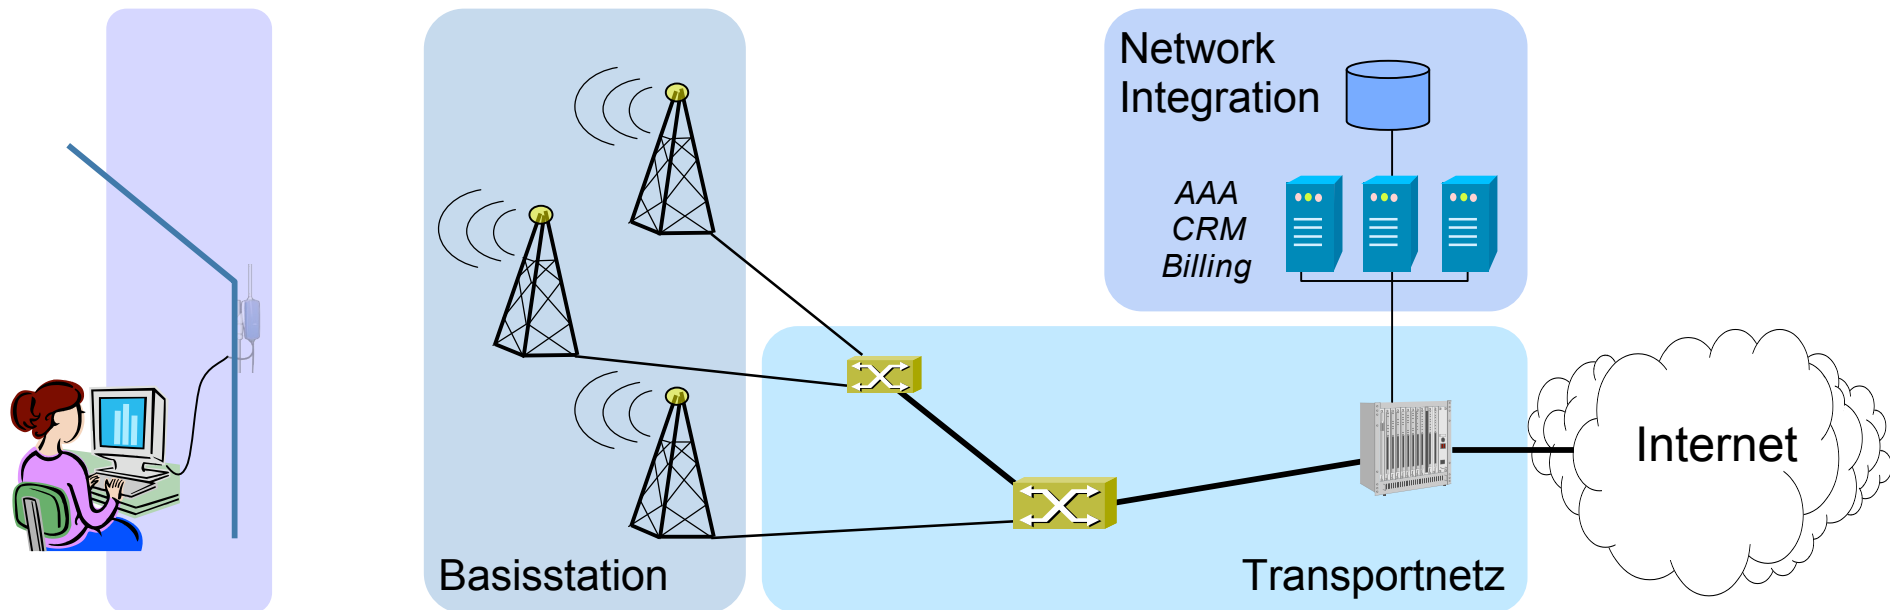 Network
Integration
AAA
CRM
Billing
Internet
Basisstation
Transportnetz